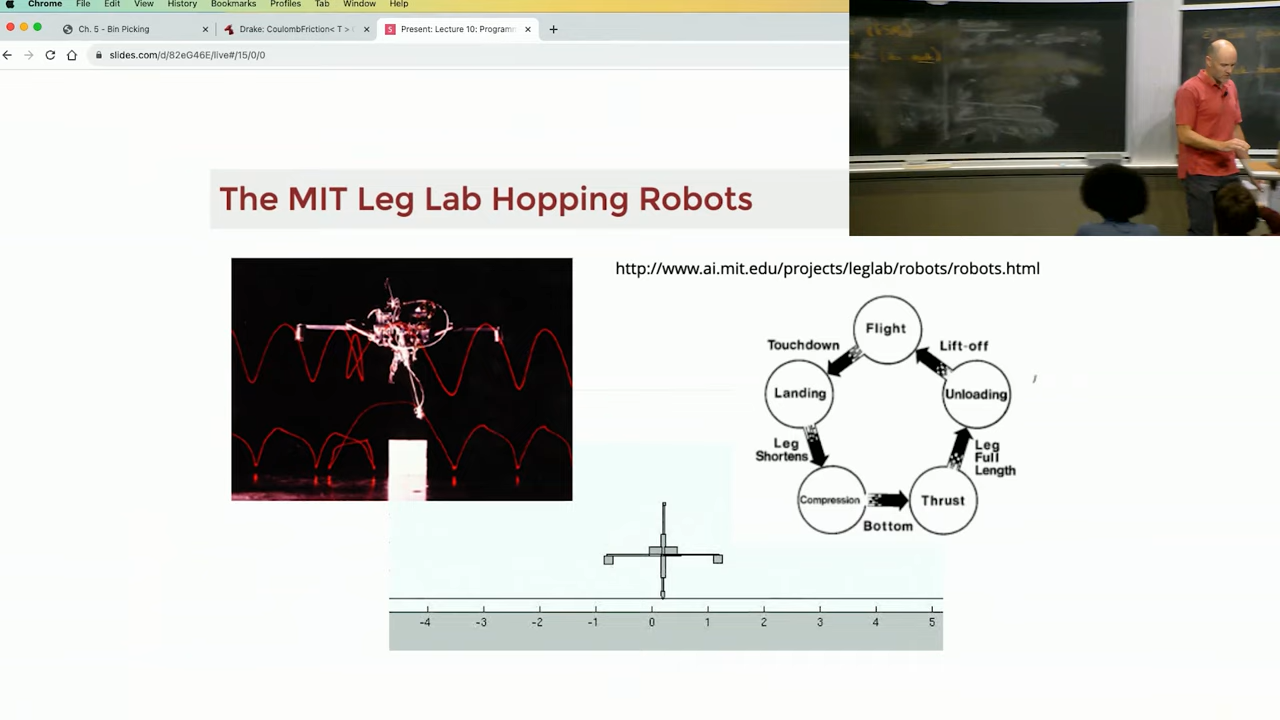 Chrome File Edit View History Bookmarks Profiles Tab Window Help
Ch. 5 - Bin Picking
Drake: CoulombFriction< T >
Present: Lecture 10: Programm
slides.com/d/82eG46E/live#/15/0/0
The MIT Leg Lab Hopping Robots
http://www.ai.mit.edu/projects/leglab/robots/robots.html
Flight
Touchdown
Lift-off
Landing
Unloading
Leg
Shortens
Leg
Full
Length
Compression
Thrust
Bottom
-4 -3 -2 -1 0 1 2 3 4 5